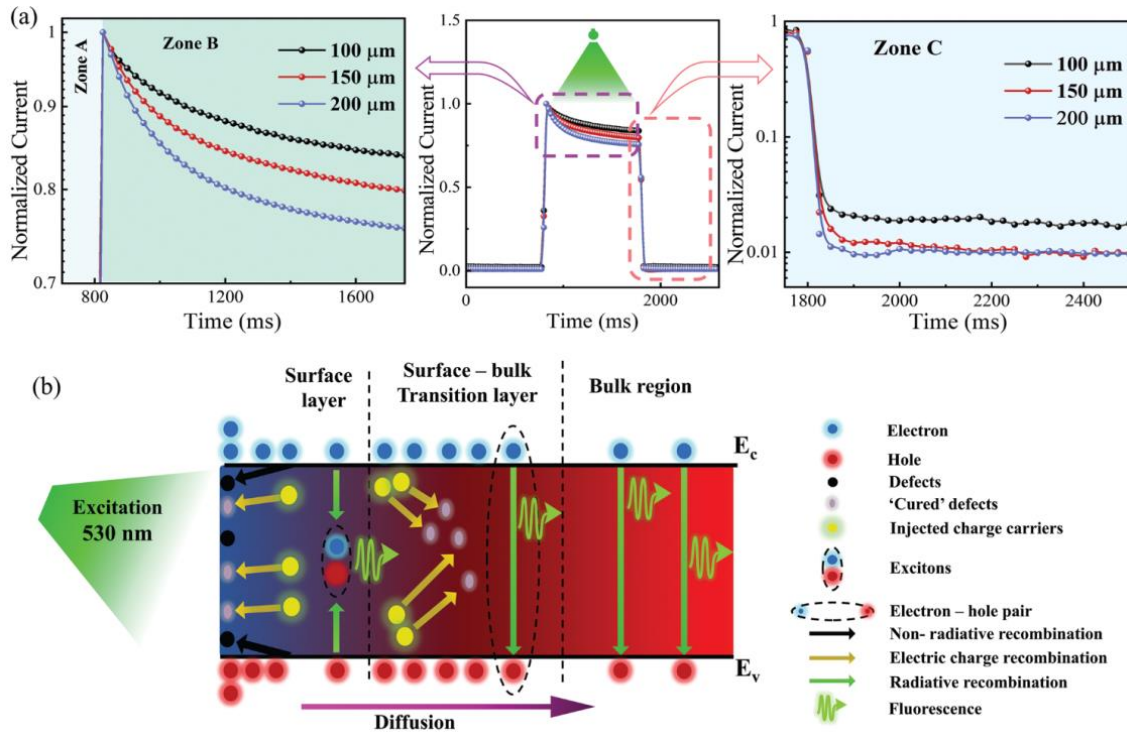 (a)
Normalized Current
1
0.9
0.8
0.7
Zone A
Zone B
100 μm
150 μm
200 μm
800
1200
1600
Time (ms)
Normalized Current
1.0
0.5
0.0
0
2000
Time (ms)
Normalized Current
1
0.1
0.01
Zone C
100 μm
150 μm
200 μm
1800
2000
2200
2400
Time (ms)
(b)
Surface
layer
Surface – bulk
Transition layer
Bulk region
Excitation
530 nm
E_c
E_v
Diffusion
Electron
Hole
Defects
‘Cured’ defects
Injected charge carriers
Excitons
Electron – hole pair
Non- radiative recombination
Electric charge recombination
Radiative recombination
Fluorescence